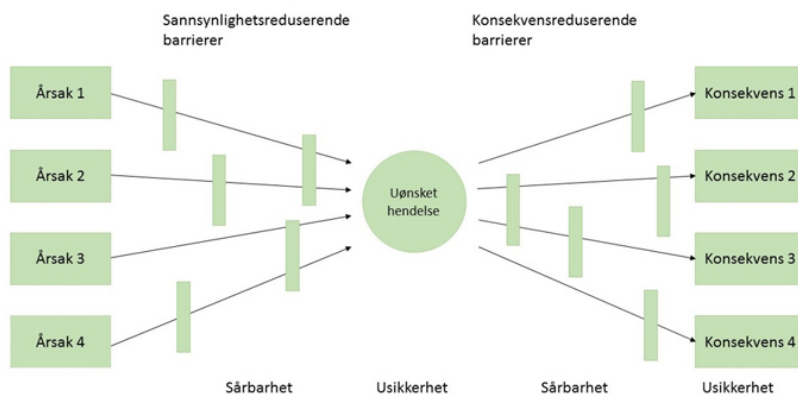 Sannsynlighetsreduserende
barrierer
Konsekvensreduserende
barrierer
Årsak 1
Årsak 2
Årsak 3
Årsak 4
Uønsket
hendelse
Konsekvens 1
Konsekvens 2
Konsekvens 3
Konsekvens 4
Sårbarhet
Usikkerhet
Sårbarhet
Usikkerhet